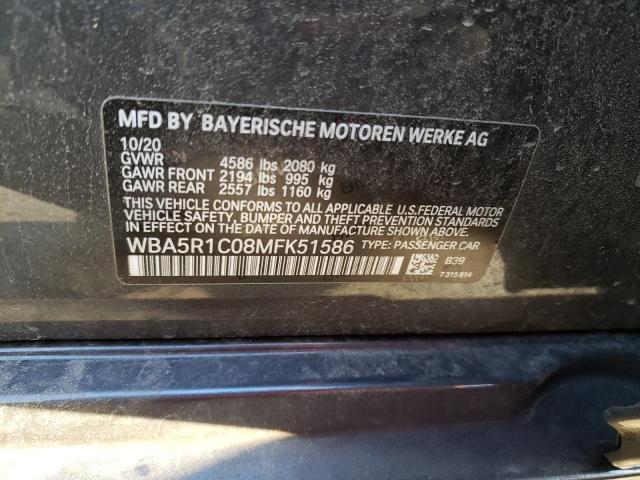 MFD BY BAYERISCHE MOTOREN WERKE AG
10/20
GVWR 4586 lbs 2080 kg
GAWR FRONT 2194 lbs 995 kg
GAWR REAR 2557 lbs 1160 kg
THIS VEHICLE CONFORMS TO ALL APPLICABLE U.S.FEDERAL MOTOR
VEHICLE SAFETY, BUMPER AND THEFT PREVENTION STANDARDS
IN EFFECT ON THE DATE OF MANUFACTURE SHOWN ABOVE.
WBA5R1C08MFK51586 TYPE: PASSENGER CAR
B39
7315814